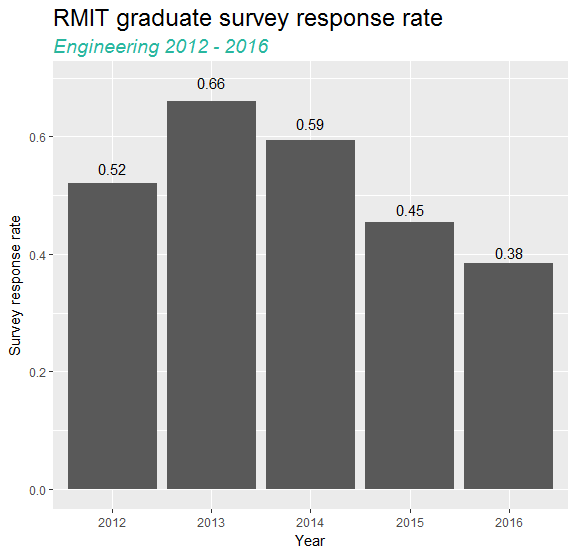 RMIT graduate survey response rate
Engineering 2012 - 2016
0.66
0.59
0.52
0.45
0.38
Survey response rate
0.6
0.4
0.2
0.0
2012 2013 2014 2015 2016
Year